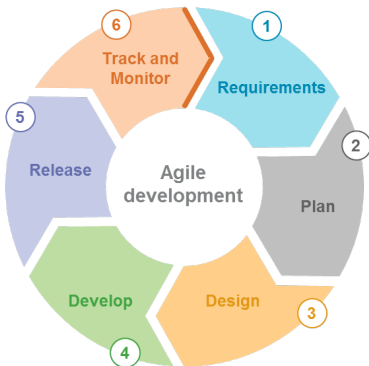 1
Requirements
2
Plan
3
Design
4
Develop
5
Release
6
Track and
Monitor
Agile
development